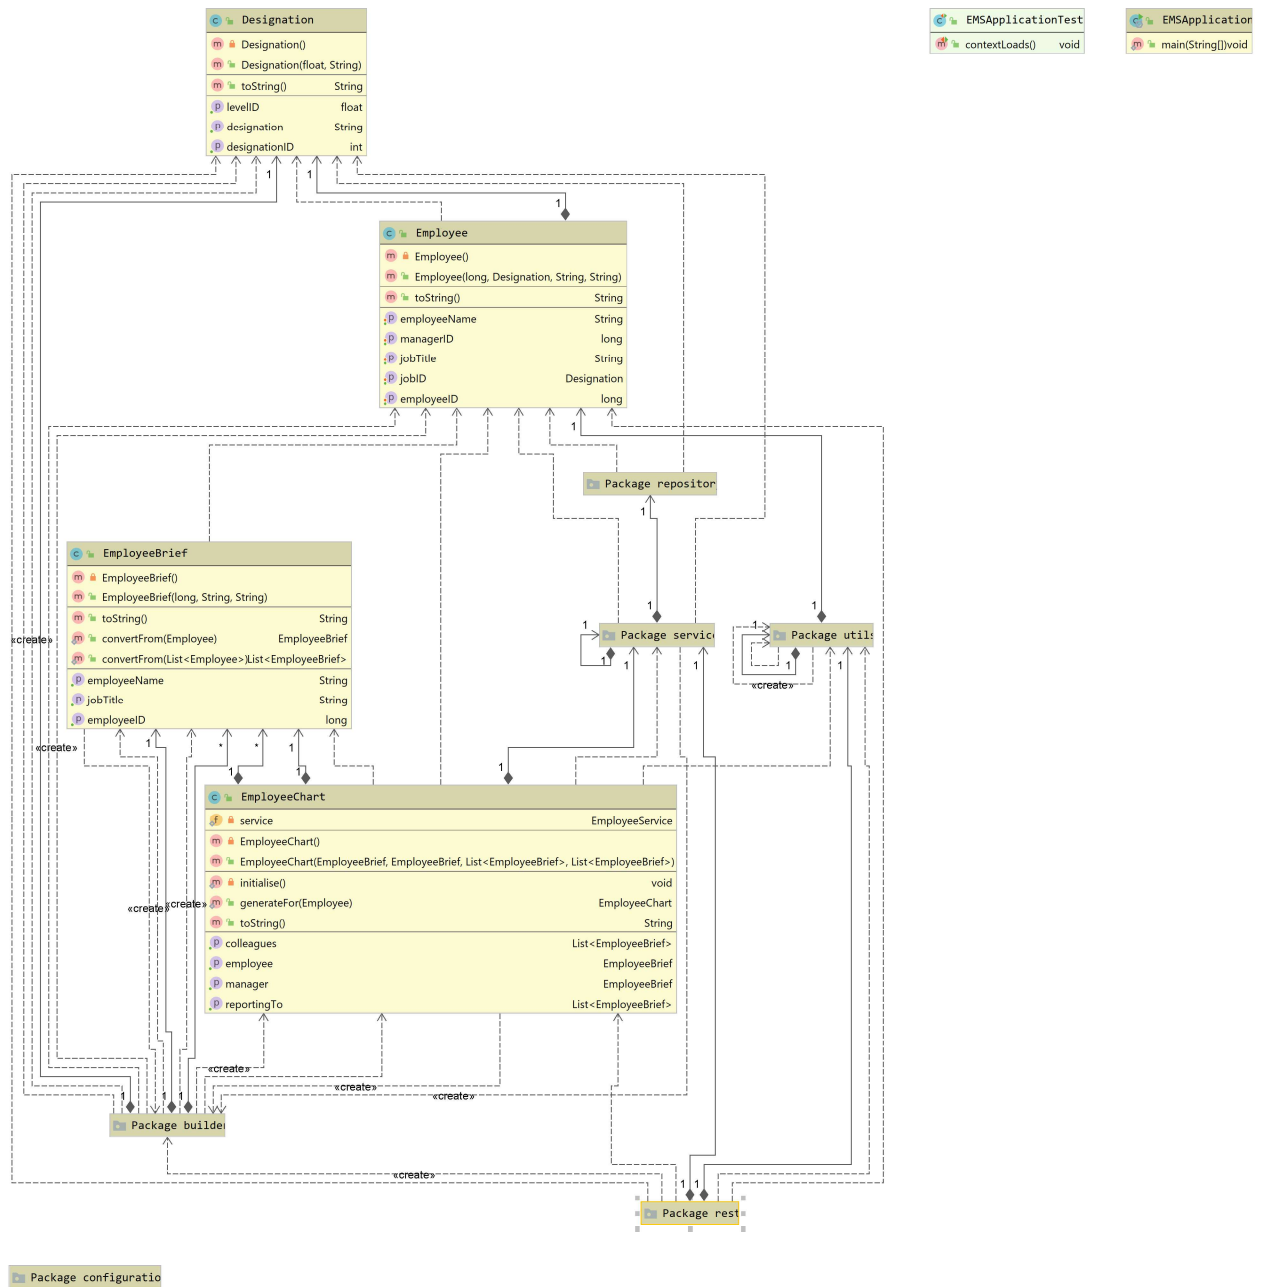 Designation
Designation()
Designation(float, String)
toString() String
levelID float
designation String
designationID int
EMSApplicationTest
contextLoads() void
EMSApplication
main(String[])void
1
1
1
Employee
Employee()
Employee(long, Designation, String, String)
toString() String
employeeName String
managerID long
jobTitle String
jobID Designation
employeeID long
1
Package repositor
1
EmployeeBrief
EmployeeBrief()
EmployeeBrief(long, String, String)
toString() String
convertFrom(Employee) EmployeeBrief
convertFrom(List<Employee>)List<EmployeeBrief>
employeeName String
jobTitle String
employeeID long
«create»
1
1
1
Package servic
1
1
1
1
Package utils
1
1
«create»
«create»
1
*
*
1
1
1
1
EmployeeChart
service EmployeeService
EmployeeChart()
EmployeeChart(EmployeeBrief, EmployeeBrief, List<EmployeeBrief>, List<EmployeeBrief>)
initialise() void
generateFor(Employee) EmployeeChart
toString() String
colleagues List<EmployeeBrief>
employee EmployeeBrief
manager EmployeeBrief
reportingTo List<EmployeeBrief>
«create»
«create»
«create»
«create»
«create»
1
1
1
Package builder
«create»
1
1
Package rest
Package configuratio